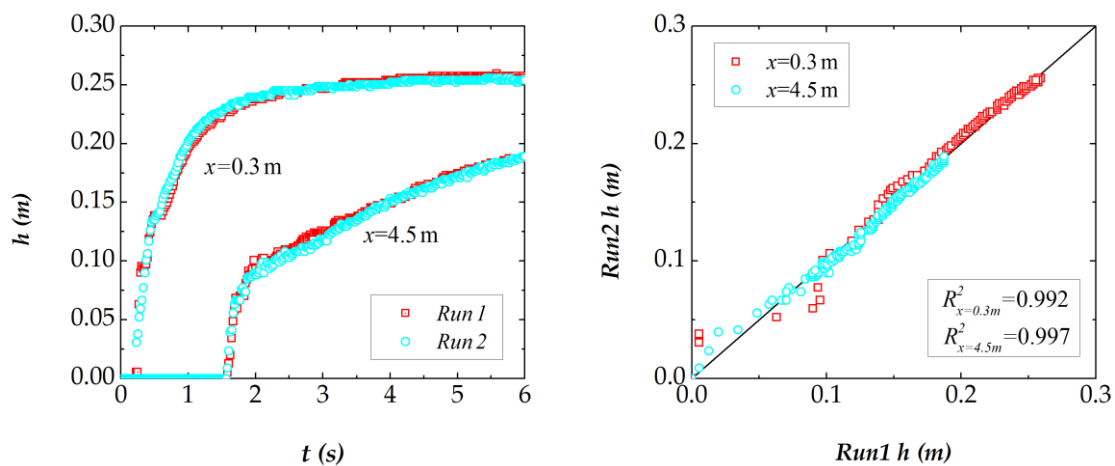 0.30
0.25
0.20
0.15
0.10
0.05
0.00
h (m)
x=0.3 m
x=4.5 m
Run 1
Run 2
0 1 2 3 4 5 6
t (s)
0.3
0.2
0.1
0.0
Run2 h (m)
x=0.3 m
x=4.5 m
R²x=0.3m=0.992
R²x=4.5m=0.997
0.1 0.2 0.3
Run1 h (m)